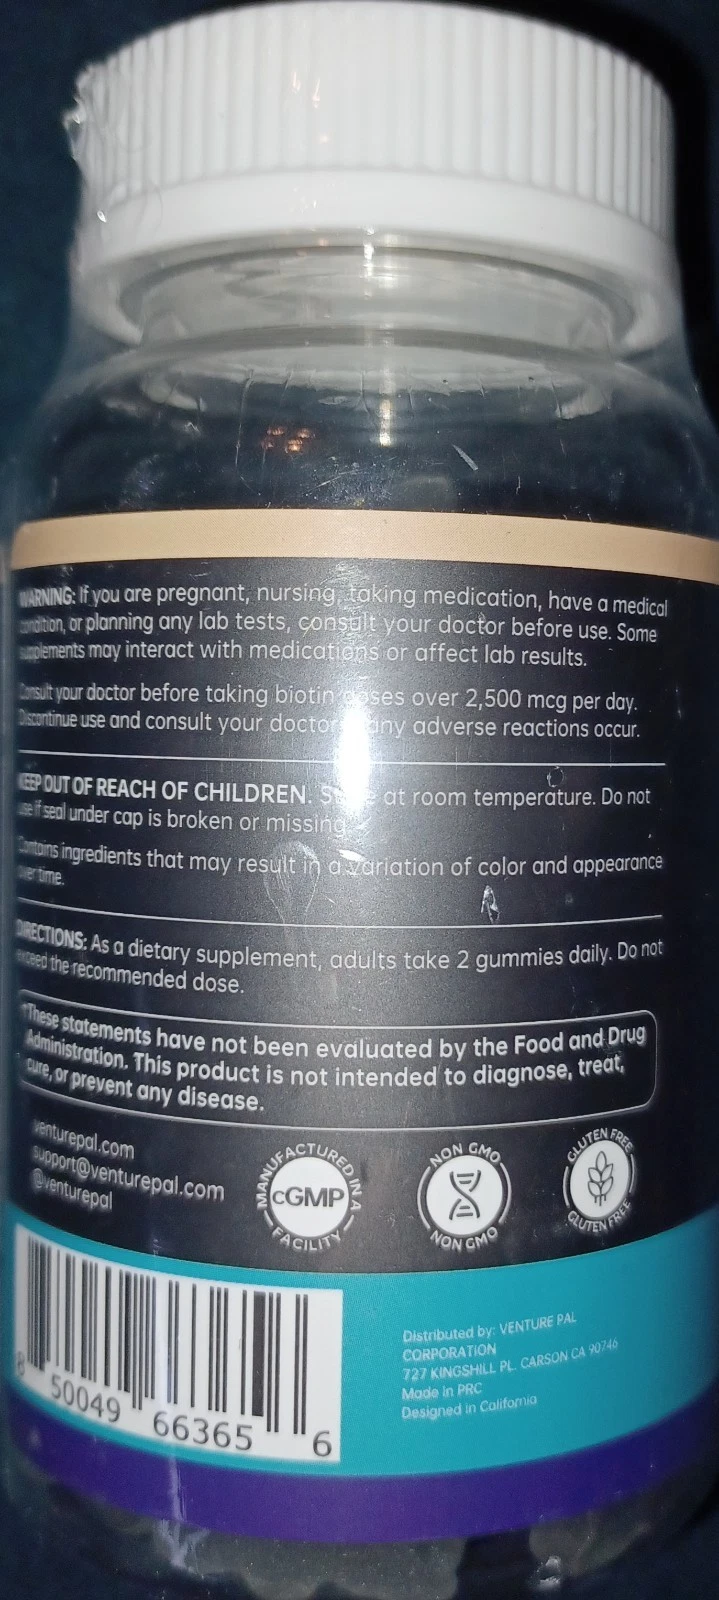 WARNING: If you are pregnant, nursing, taking medication, have a medical
condition, or planning any lab tests, consult your doctor before use. Some
supplements may interact with medications or affect lab results.
Consult your doctor before taking biotin doses over 2,500 mcg per day.
Discontinue use and consult your doctor any adverse reactions occur.
KEEP OUT OF REACH OF CHILDREN. Store at room temperature. Do not
use if seal under cap is broken or missing
Contains ingredients that may result in a variation of color and appearance
over time.
DIRECTIONS: As a dietary supplement, adults take 2 gummies daily. Do not
exceed the recommended dose.
†These statements have not been evaluated by the Food and Drug
Administration. This product is not intended to diagnose, treat,
cure, or prevent any disease.
venturepal.com
support@venturepal.com
@venturepal
MANUFACTURED IN A
cGMP
FACILITY
NON GMO
NON GMO
GLUTEN FREE
GLUTEN FREE
8 50049 66365 6
Distributed by: VENTURE PAL
CORPORATION
727 KINGSHILL PL. CARSON CA 90746
Made in PRC
Designed in California